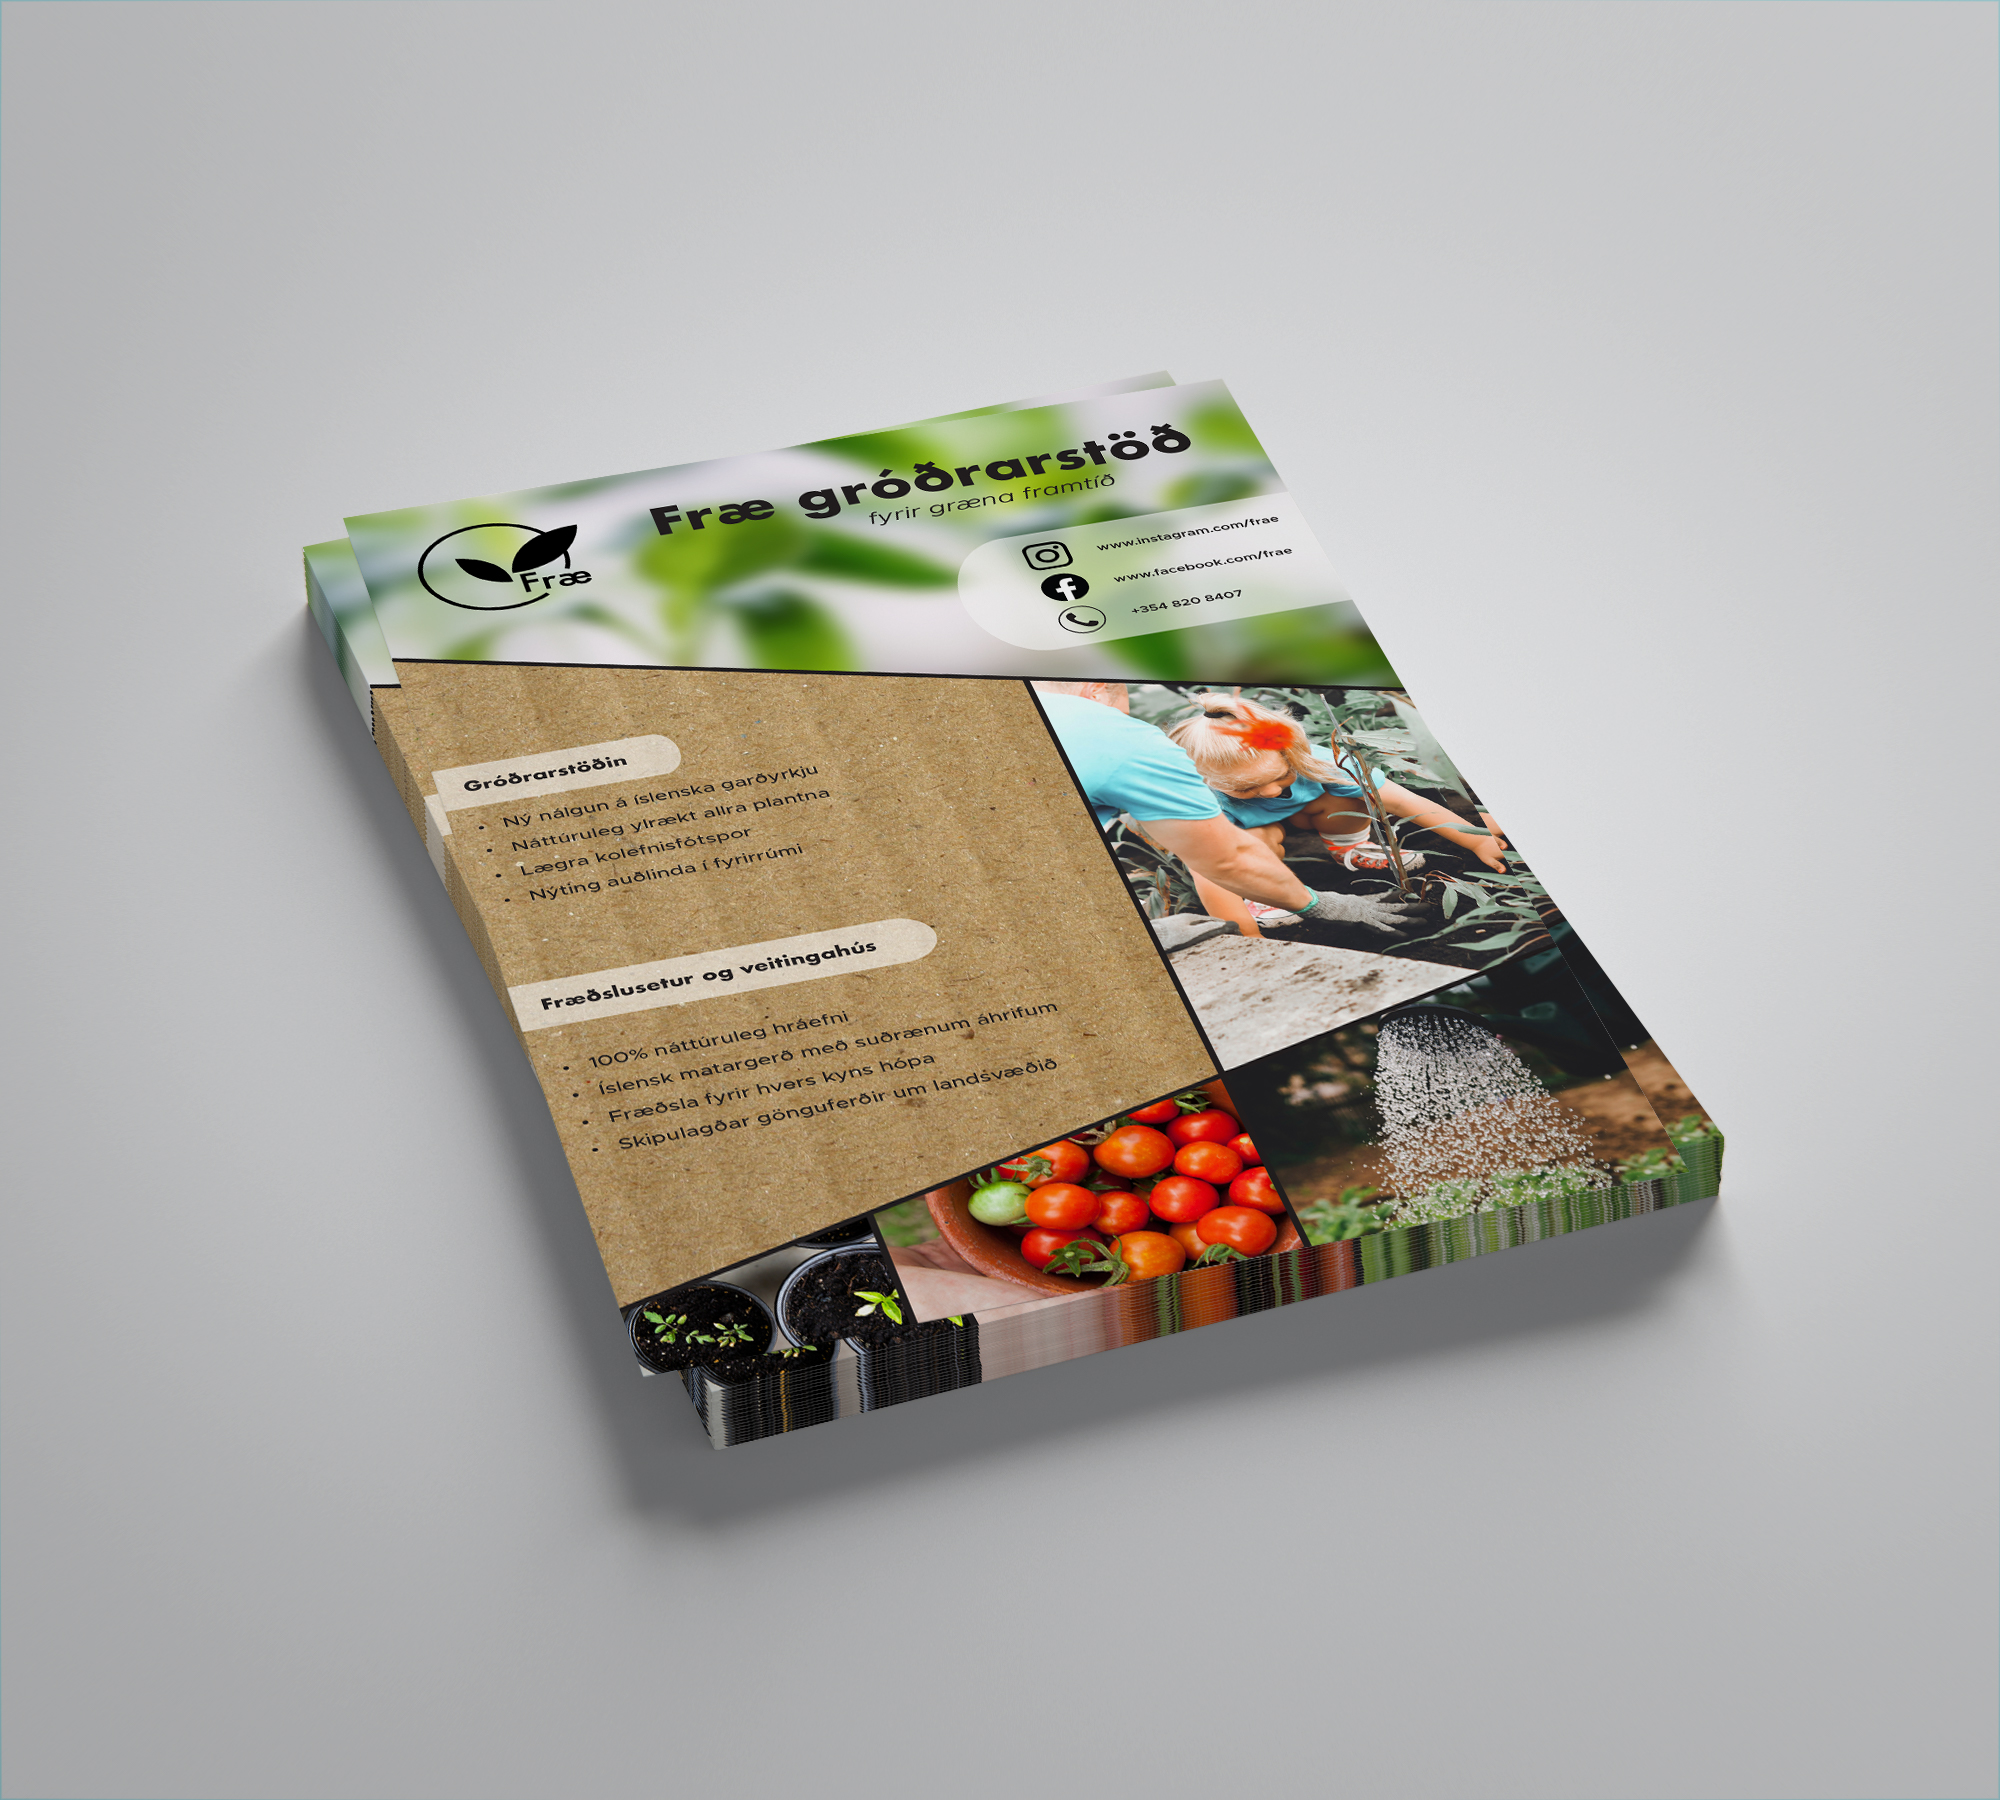 Fræ gróðrarstöð
fyrir græna framtíð
Fræ
www.instagram.com/frae
www.facebook.com/frae
+354 820 8407
Gróðrarstöðin
• Ný nálgun á íslenska garðyrkju
• Náttúruleg ylrækt allra plantna
• Lægra kolefnisfótspor
• Nýting auðlinda í fyrirrúmi
Fræðslusetur og veitingahús
• 100% náttúruleg hráefni
• Íslensk matargerð með suðrænum áhrifum
• Fræðsla fyrir hvers kyns hópa
• Skipulagðar gönguferðir um landsvæðið